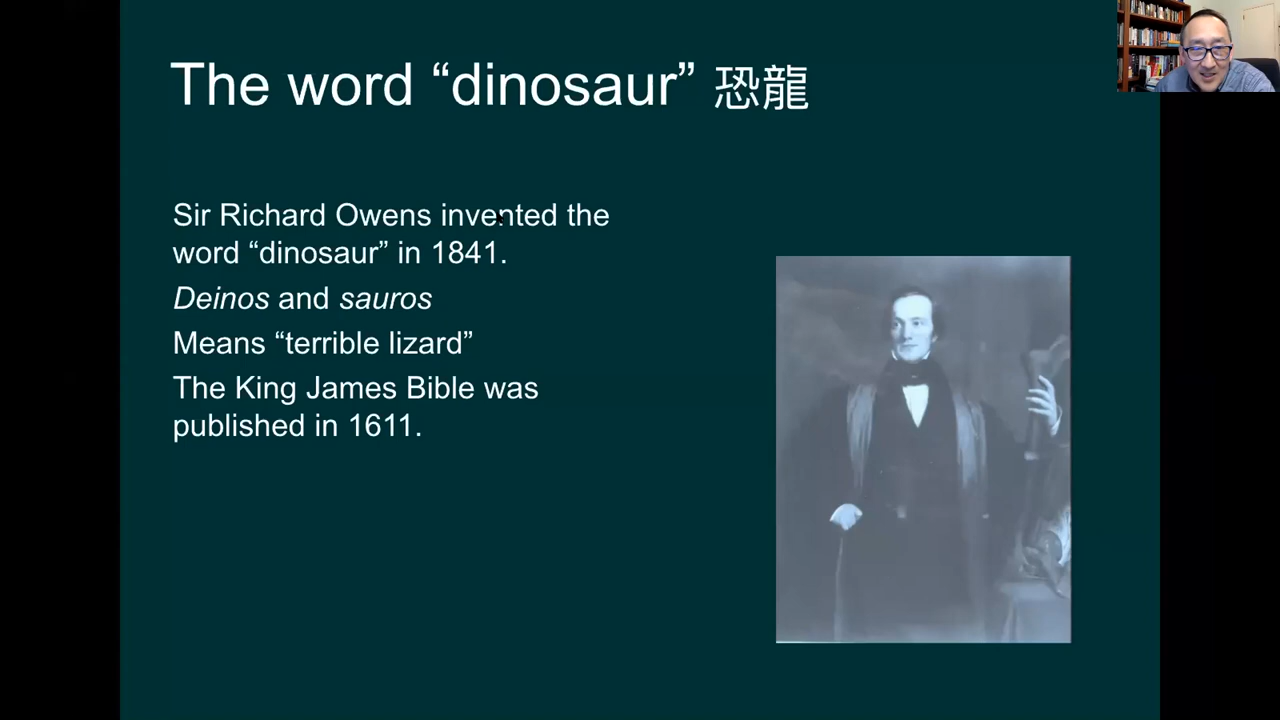 The word “dinosaur” 恐龍
Sir Richard Owens invented the
word “dinosaur” in 1841.
Deinos and sauros
Means “terrible lizard”
The King James Bible was
published in 1611.